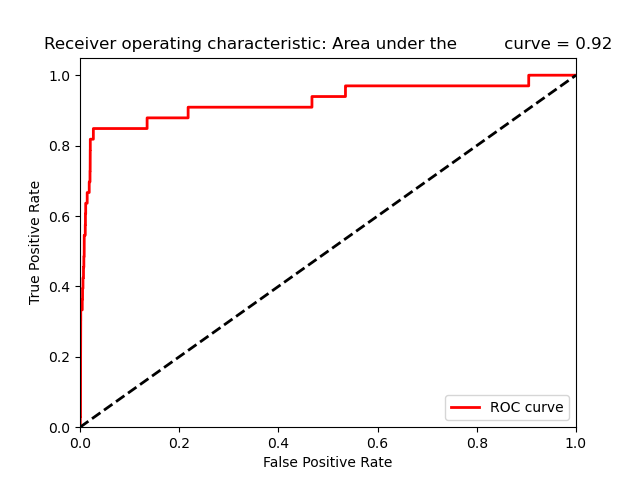 Receiver operating characteristic: Area under the curve = 0.92
1.0
0.8
0.6
0.4
0.2
0.0
True Positive Rate
ROC curve
0.0 0.2 0.4 0.6 0.8 1.0
False Positive Rate